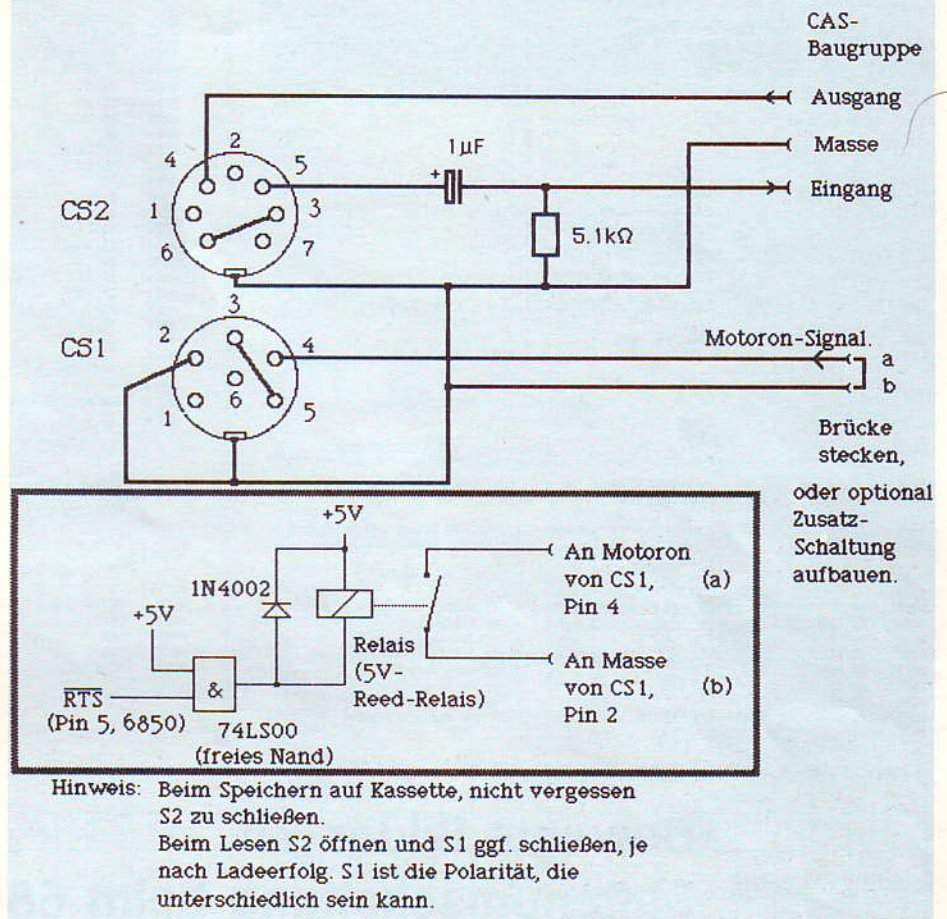 CAS-
Baugruppe
Ausgang
Masse
Eingang
1µF
+
5.1kΩ
CS2
4
2
5
1
3
6
7
CS1
3
2
4
6
1
5
Motoron-Signal.
a
b
Brücke
stecken,
oder optional
Zusatz-
Schaltung
aufbauen.
+5V
1N4002
+5V
&
RTS
(Pin 5, 6850)
74LS00
(freies Nand)
Relais
(5V-
Reed-Relais)
An Motoron
von CS1, (a)
Pin 4
An Masse
von CS1, (b)
Pin 2
Hinweis: Beim Speichern auf Kassette, nicht vergessen
S2 zu schließen.
Beim Lesen S2 öffnen und S1 ggf. schließen, je
nach Ladeerfolg. S1 ist die Polarität, die
unterschiedlich sein kann.